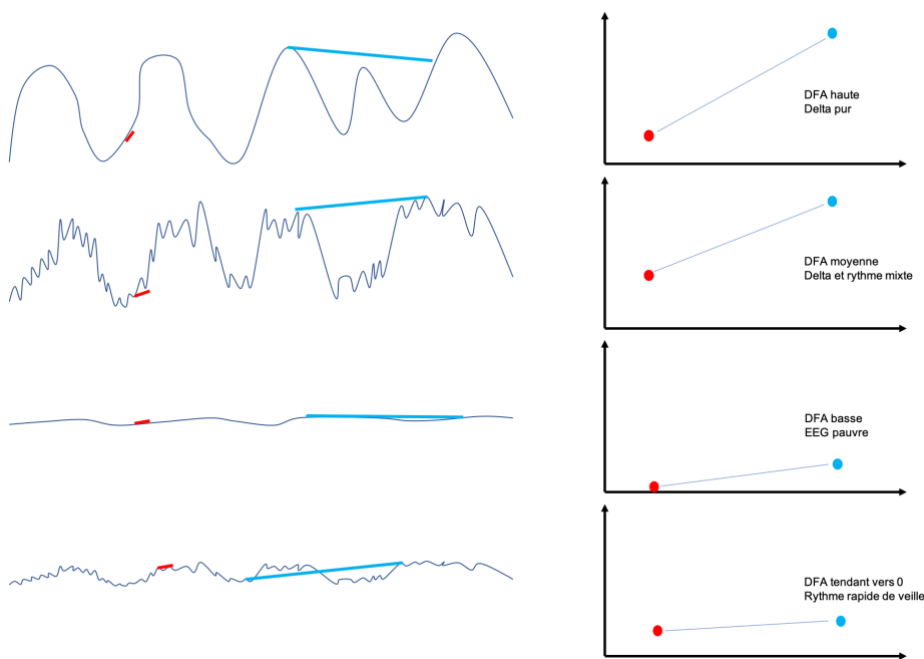 DFA haute
Delta pur
DFA moyenne
Delta et rythme mixte
DFA basse
EEG pauvre
DFA tendant vers 0
Rythme rapide de veille